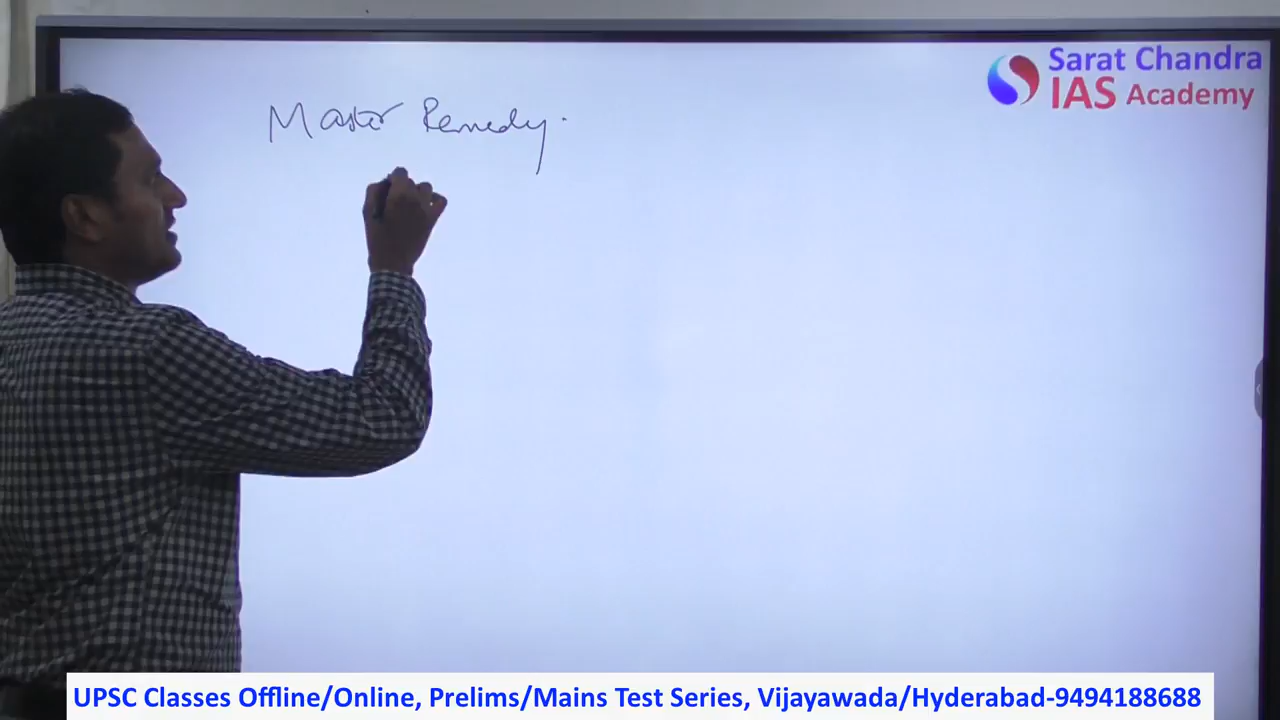 Sarat Chandra
IAS Academy
Master Remedy.
UPSC Classes Offline/Online, Prelims/Mains Test Series, Vijayawada/Hyderabad-9494188688